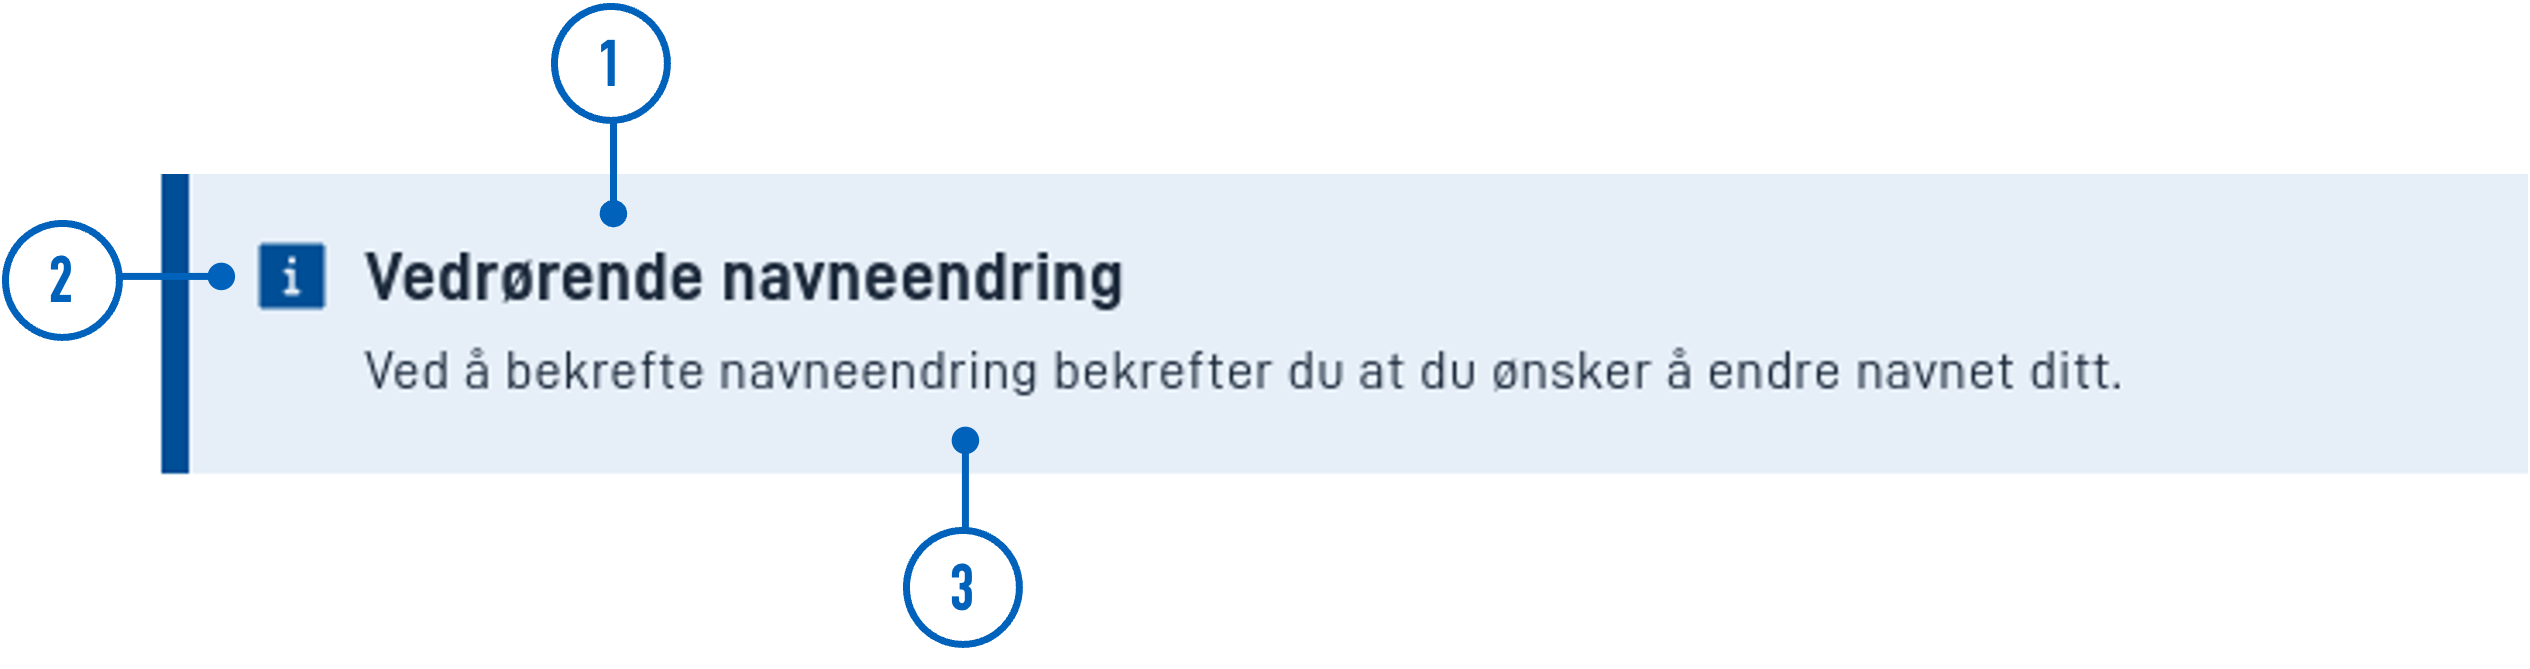 1
2
i Vedrørende navneendring
Ved å bekrefte navneendring bekrefter du at du ønsker å endre navnet ditt.
3